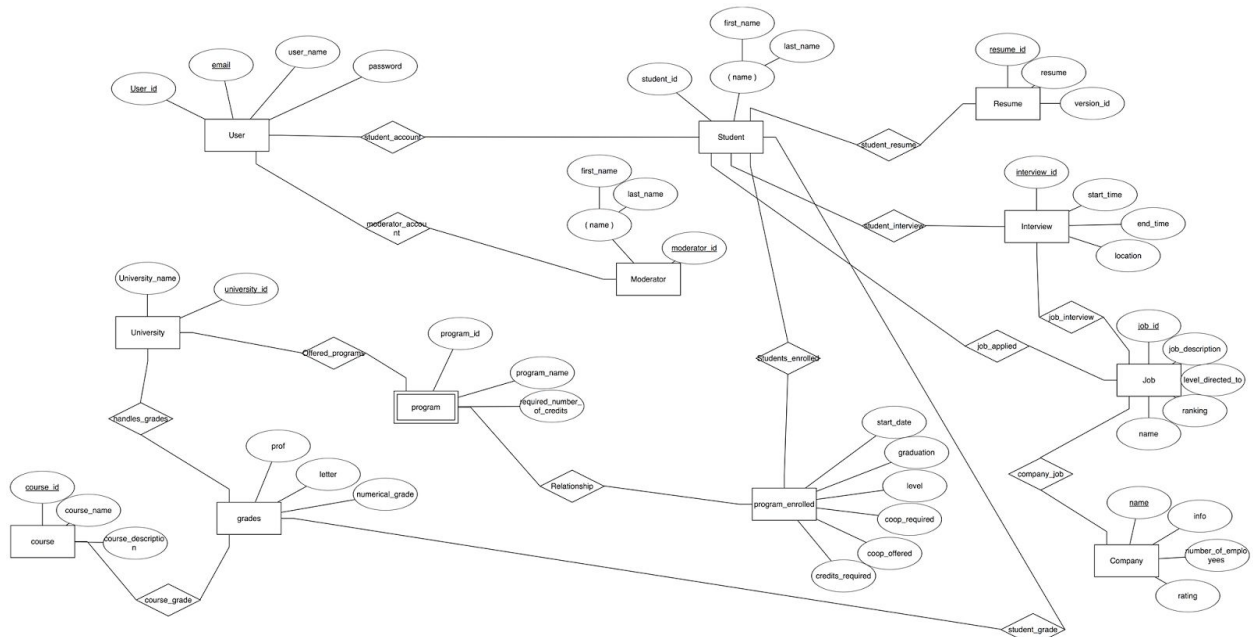 first_name
last_name
student_id
( name )
Student
user_name
email
password
User_id
User
student_account
resume_id
resume
version_id
Resume
student_resume
first_name
last_name
( name )
moderator_accou
nt
moderator_id
Moderator
interview_id
start_time
end_time
location
Interview
student_interview
University_name
university_id
University
Offered_programs
program_id
program_name
required_number_
of_credits
program
Students_enrolled
job_applied
job_interview
job_id
job_description
level_directed_to
ranking
name
Job
handles_grades
prof
letter
numerical_grade
grades
Relationship
start_date
graduation
level
coop_required
coop_offered
credits_required
program_enrolled
company_job
name
info
number_of_employ
yees
rating
Company
course_id
course_name
course_descriptio
n
course
course_grade
student_grade